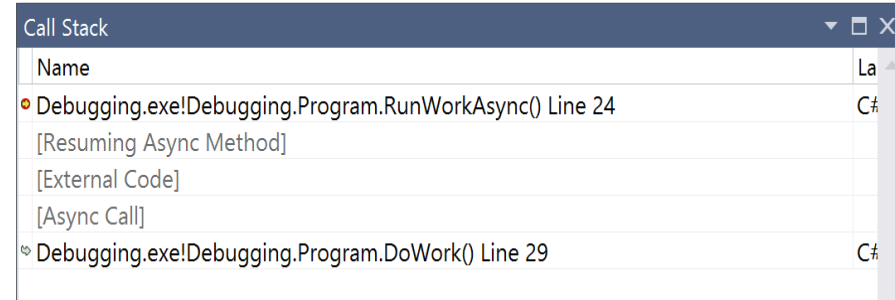 Call Stack
Name La
Debugging.exe!Debugging.Program.RunWorkAsync() Line 24 C#
[Resuming Async Method]
[External Code]
[Async Call]
Debugging.exe!Debugging.Program.DoWork() Line 29 C#